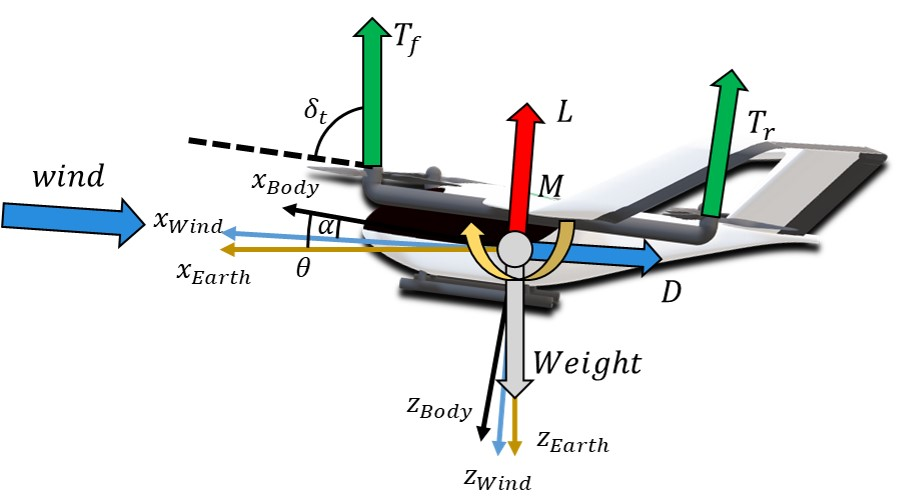 T_f
δ_t
L
T_r
wind
x_Body
M
x_Wind
α
x_Earth
θ
D
Weight
z_Body
z_Earth
z_Wind